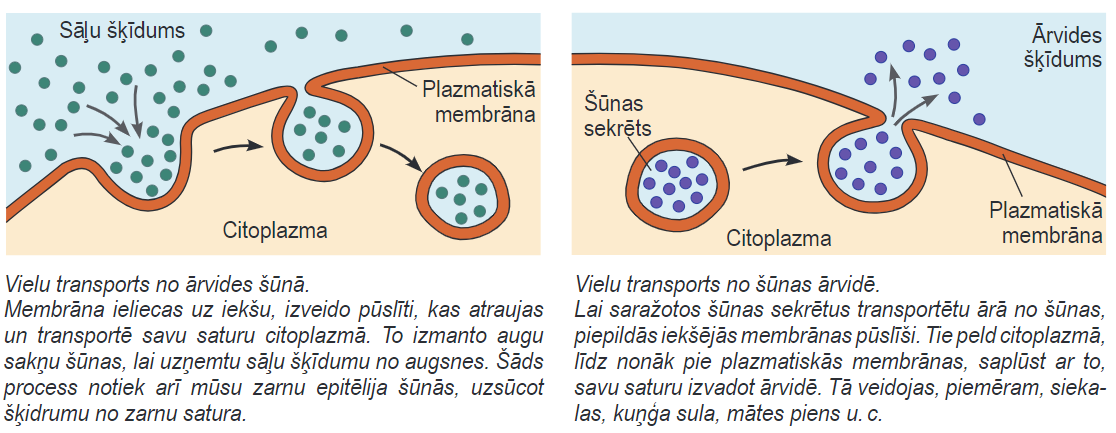 Sāļu šķīdums
Plazmatiskā
membrāna
Citoplazma
Vielu transports no ārvides šūnā.
Membrāna ieliecas uz iekšu, izveido pūslīti, kas atraujas
un transportē savu saturu citoplazmā. To izmanto augu
sakņu šūnas, lai uzņemtu sāļu šķīdumu no augsnes. Šāds
process notiek arī mūsu zarnu epitēlija šūnās, uzsūcot
šķidrumu no zarnu satura.
Ārvides
šķīdums
Šūnas
sekrēts
Plazmatiskā
membrāna
Citoplazma
Vielu transports no šūnas ārvidē.
Lai saražotos šūnas sekrētus transportētu ārā no šūnas,
piepildās iekšējās membrānas pūslīši. Tie peld citoplazmā,
līdz nonāk pie plazmatiskās membrānas, saplūst ar to,
savu saturu izvadot ārvidē. Tā veidojas, piemēram, sieka-
las, kuņģa sula, mātes piens u. c.